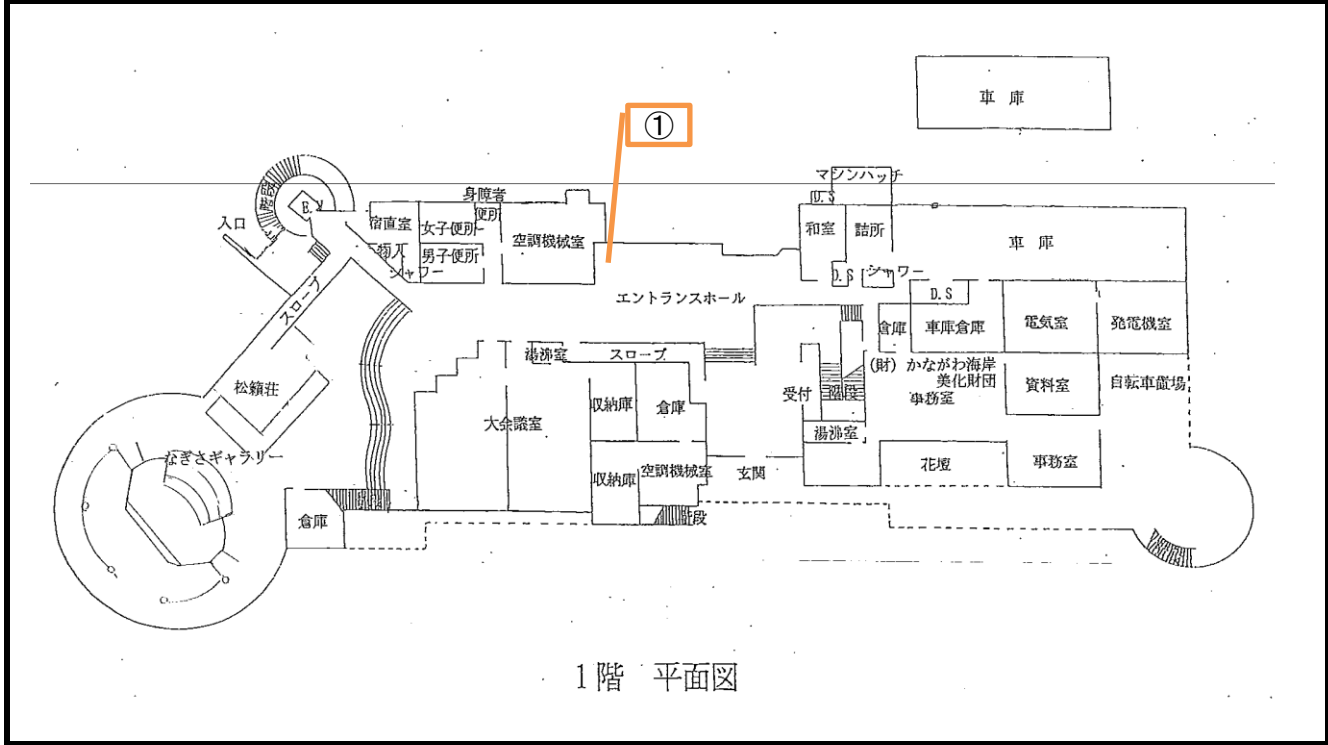 車 庫
①
マシンハッチ
身障者
便所
D.S
階段
E.V
入口
宿直室
女子便所
空調機械室
和室
詰所
車 庫
物入
男子便所
シャワー
D.S
シャワー
スロープ
エントランスホール
D.S
倉庫
車庫倉庫
電気室
発電機室
湯沸室
スロープ
(財) かながわ海岸
美化財団
事務室
松籟荘
収納庫
倉庫
受付
階段
資料室
自転車置場
大会議室
湯沸室
なぎさギャラリー
収納庫
空調機械室
玄関
花壇
事務室
倉庫
階段
1階 平面図